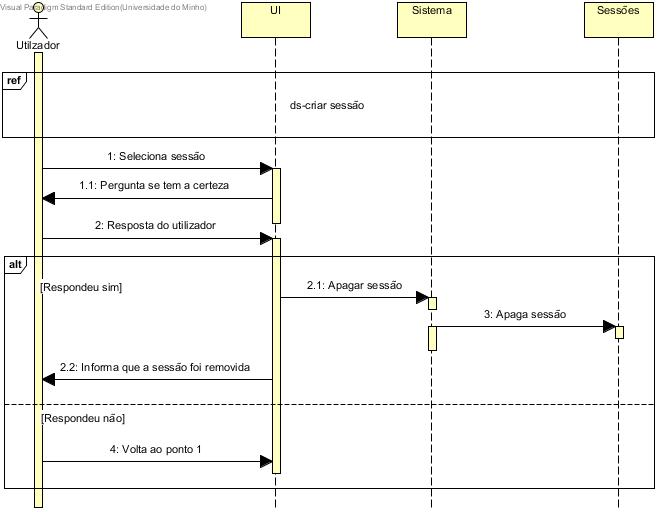 Visual Paradigm Standard Edition(Universidade do Minho)
UI
Sistema
Sessões
Utilzador
ref
ds-criar sessão
1: Seleciona sessão
1.1: Pergunta se tem a certeza
2: Resposta do utilizador
alt
[Respondeu sim]
2.1: Apagar sessão
3: Apaga sessão
2.2: Informa que a sessão foi removida
[Respondeu não]
4: Volta ao ponto 1